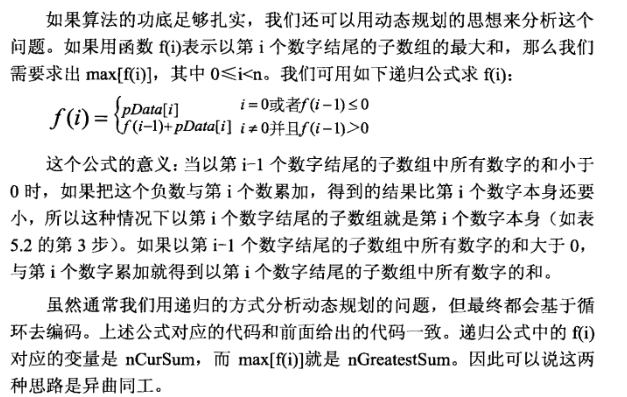 如果算法的功底足够扎实，我们还可以用动态规划的思想来分析这个
问题。如果用函数 f(i)表示以第 i 个数字结尾的子数组的最大和，那么我们
需要求出 max[f(i)]，其中 0≤i<n。我们可用如下递归公式求 f(i)：
f(i) = { pData[i] i = 0或者f(i−1) ≤ 0
f(i−1)+ pData[i] i ≠ 0并且f(i−1)>0
这个公式的意义：当以第 i-1 个数字结尾的子数组中所有数字的和小于
0 时，如果把这个负数与第 i 个数累加，得到的结果比第 i 个数字本身还要
小，所以这种情况下以第 i 个数字结尾的子数组就是第 i 个数字本身（如表
5.2 的第 3 步）。如果以第 i-1 个数字结尾的子数组中所有数字的和大于 0，
与第 i 个数字累加就得到以第 i 个数字结尾的子数组中所有数字的和。
虽然通常我们用递归的方式分析动态规划的问题，但最终都会基于循
环去编码。上述公式对应的代码和前面给出的代码一致。递归公式中的 f(i)
对应的变量是 nCurSum，而 max[f(i)]就是 nGreatestSum。因此可以说这两
种思路是异曲同工。